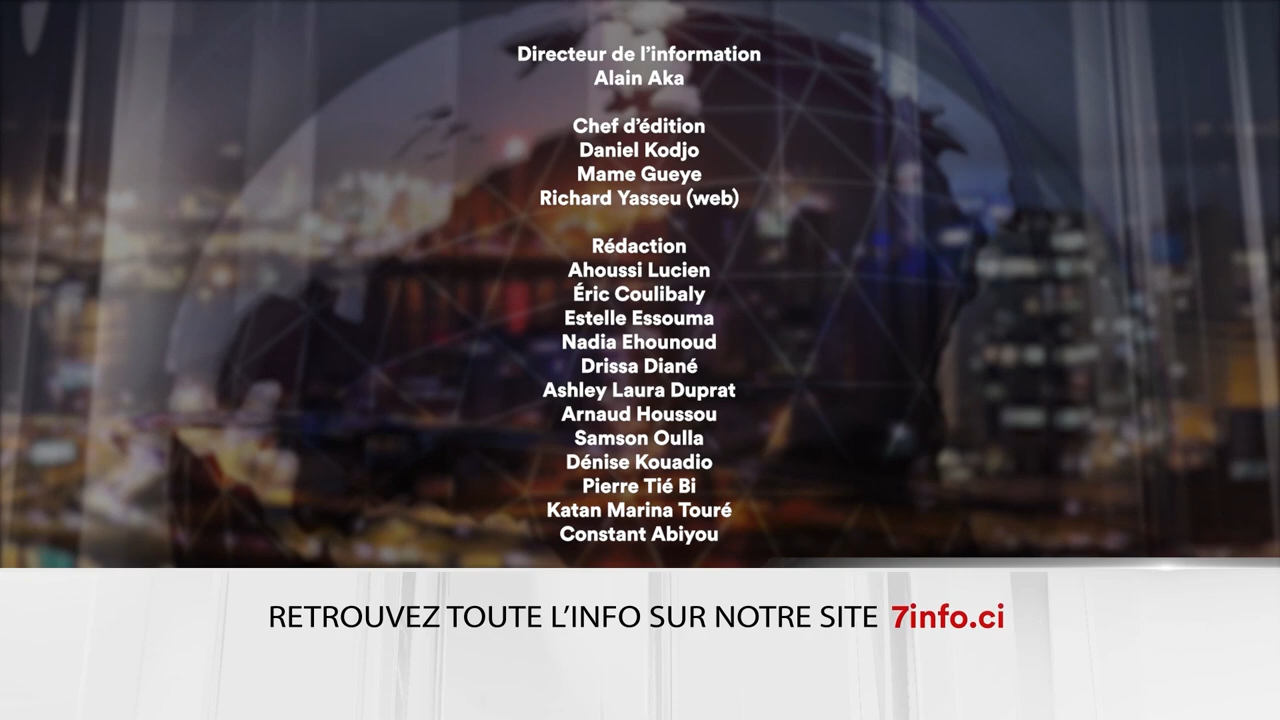 Directeur de l’information
Alain Aka
Chef d’édition
Daniel Kodjo
Mame Gueye
Richard Yasseu (web)
Rédaction
Ahoussi Lucien
Éric Coulibaly
Estelle Essouma
Nadia Ehounoud
Drissa Diané
Ashley Laura Duprat
Arnaud Houssou
Samson Oulla
Dénise Kouadio
Pierre Tié Bi
Katan Marina Touré
Constant Abiyou
RETROUVEZ TOUTE L’INFO SUR NOTRE SITE 7info.ci